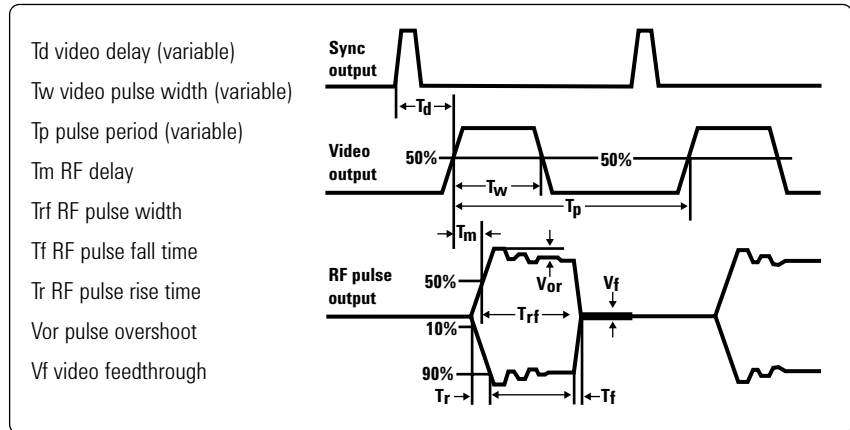 Td video delay (variable)
Tw video pulse width (variable)
Tp pulse period (variable)
Tm RF delay
Trf RF pulse width
Tf RF pulse fall time
Tr RF pulse rise time
Vor pulse overshoot
Vf video feedthrough
Sync
output
Td
Video
output
50%
50%
Tw
Tp
Tm
RF pulse
output
50%
Vor
Vf
Trf
10%
90%
Tr
Tf